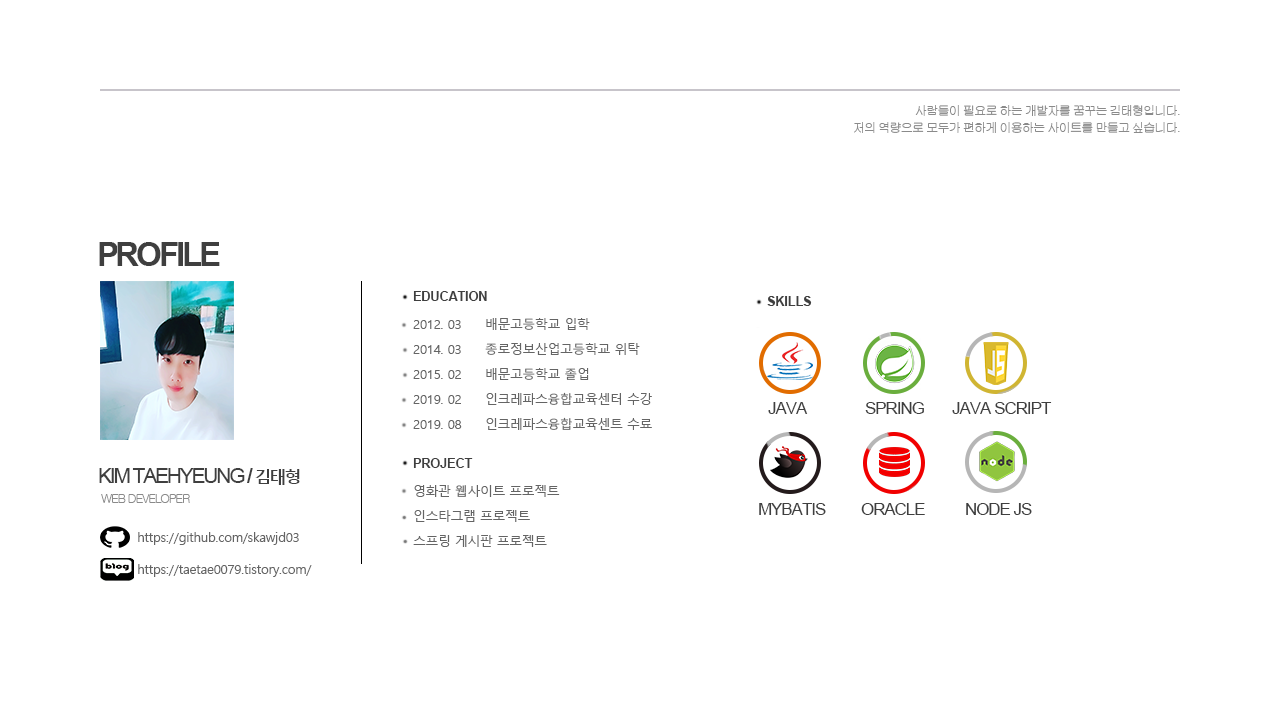 사람들이 필요로 하는 개발자를 꿈꾸는 김태형입니다.
저의 역량으로 모두가 편하게 이용하는 사이트를 만들고 싶습니다.
PROFILE
KIM TAEHYEUNG / 김태형
WEB DEVELOPER
https://github.com/skawjd03
blog
https://taetae0079.tistory.com/
• EDUCATION
• 2012. 03 배문고등학교 입학
• 2014. 03 종로정보산업고등학교 위탁
• 2015. 02 배문고등학교 졸업
• 2019. 02 인크레파스융합교육센터 수강
• 2019. 08 인크레파스융합교육센트 수료
• PROJECT
• 영화관 웹사이트 프로젝트
• 인스타그램 프로젝트
• 스프링 게시판 프로젝트
• SKILLS
JS
JAVA SPRING JAVA SCRIPT
node
MYBATIS ORACLE NODE JS